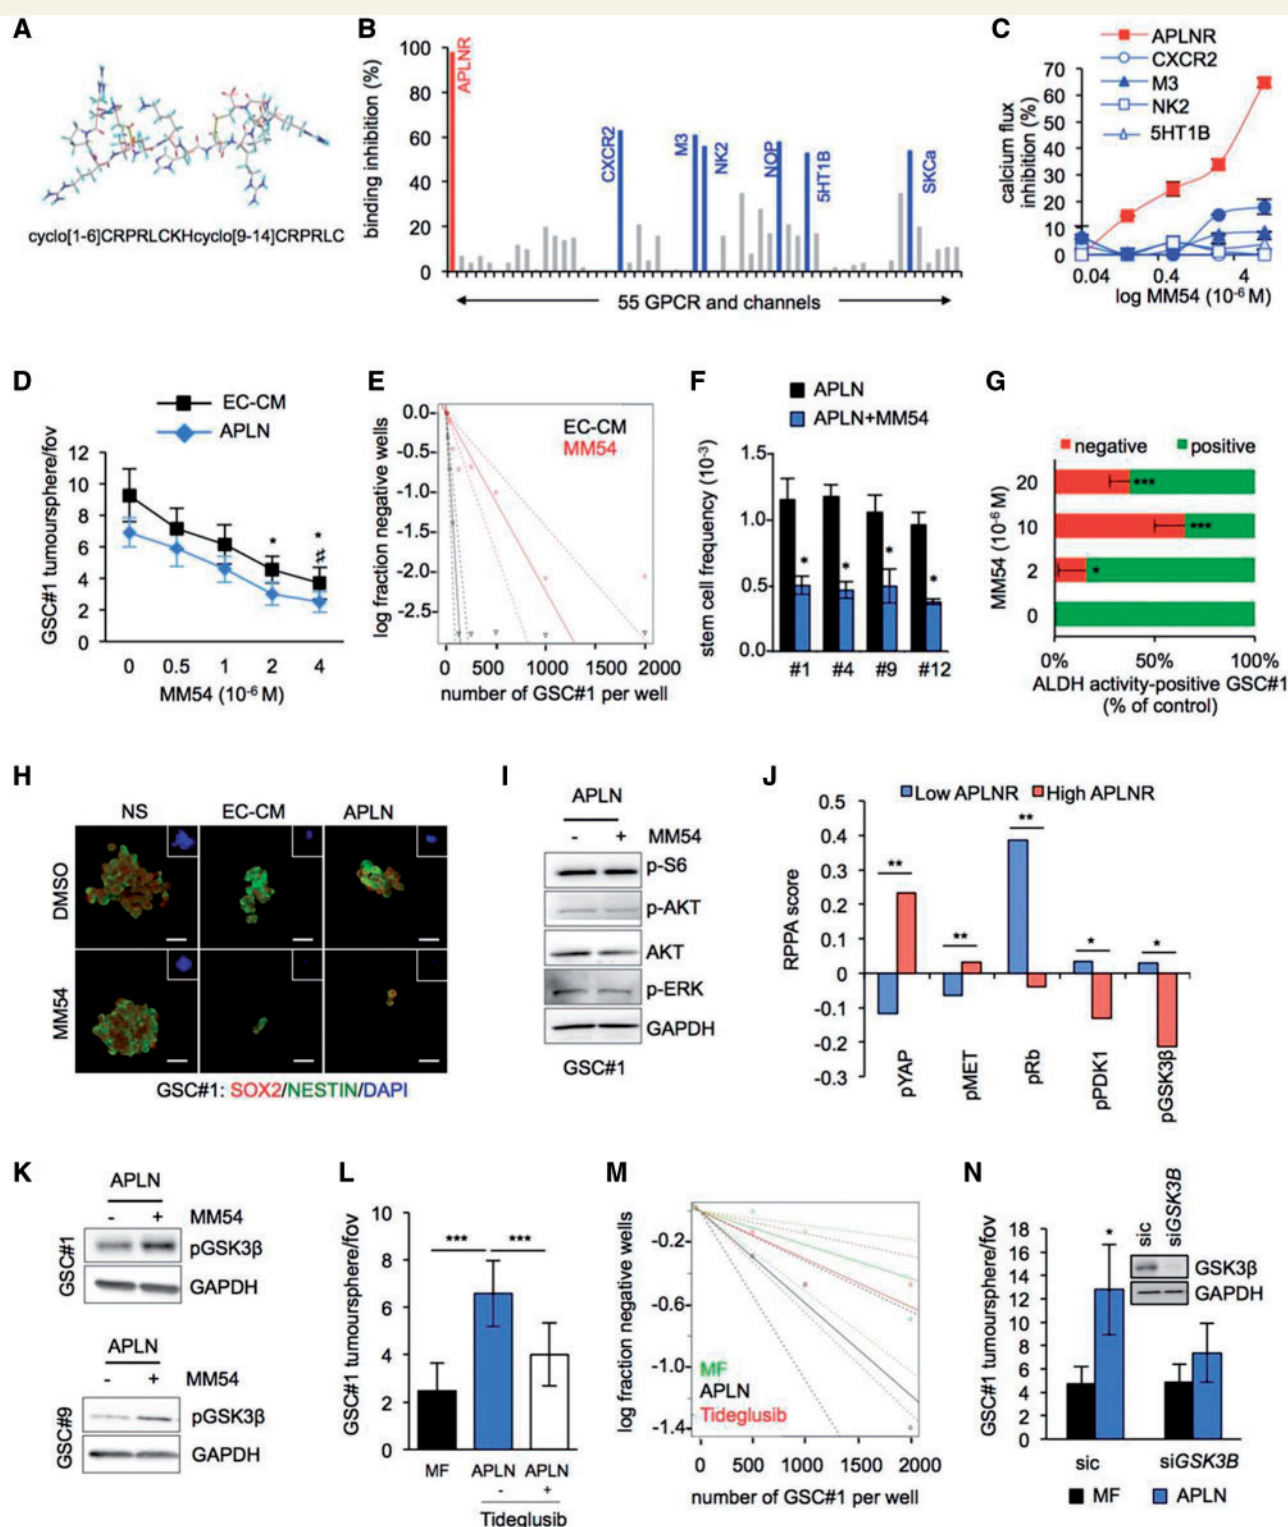 A
cyclo[1-6]CRPRLCKHcyclo[9-14]CRPRLC
B
binding inhibition (%)
100
80
60
40
20
0
APLNR
CXCR2
M3
NK2
NOP
5HT1B
SKCa
55 GPCR and channels
C
APLNR
CXCR2
M3
NK2
5HT1B
calcium flux
inhibition (%)
70
60
50
40
30
20
10
0
0.04 0.4 4
log MM54 (10⁻⁶ M)
D
EC-CM
APLN
GSC#1 tumoursphere/fov
12
10
8
6
4
2
0
* *
#
0 0.5 1 2 4
MM54 (10⁻⁶ M)
E
EC-CM
MM54
log fraction negative wells
0.0
-0.5
-1.0
-1.5
-2.0
-2.5
0 500 1000 1500 2000
number of GSC#1 per well
F
APLN
APLN+MM54
stem cell frequency (10⁻³)
1.5
1.0
0.5
0.0
* * * *
#1 #4 #9 #12
G
negative positive
MM54 (10⁻⁶ M)
20 ***
10 ***
2 *
0
0% 50% 100%
ALDH activity-positive GSC#1
(% of control)
H
NS EC-CM APLN
DMSO
MM54
GSC#1: SOX2/NESTIN/DAPI
I
APLN
- + MM54
p-S6
p-AKT
AKT
p-ERK
GAPDH
GSC#1
J
Low APLNR High APLNR
RPPA score
0.5
0.4
0.3
0.2
0.1
0
-0.1
-0.2
-0.3
** ** ** * *
pYAP
pMET
pRb
pPDK1
pGSK3β
K
APLN
- + MM54
GSC#1
pGSK3β
GAPDH
APLN
- + MM54
GSC#9
pGSK3β
GAPDH
L
GSC#1 tumoursphere/fov
10
8
6
4
2
0
*** ***
MF APLN APLN
- +
Tideglusib
M
log fraction negative wells
-0.2
-0.6
-1.0
-1.4
MF
APLN
Tideglusib
0 500 1000 1500 2000
number of GSC#1 per well
N
GSC#1 tumoursphere/fov
18
16
14
12
10
8
6
4
2
0
*
sic
siGSK3B
GSK3β
GAPDH
sic siGSK3B
MF APLN